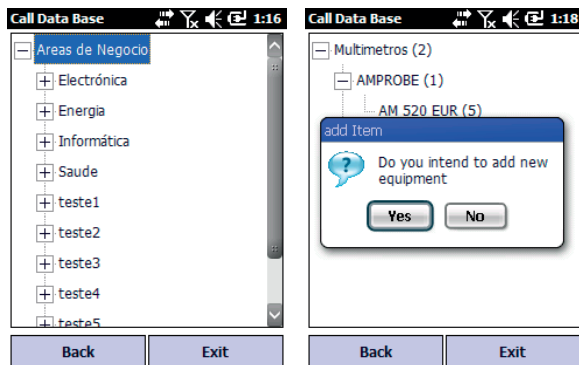 Call Data Base 1:16
Areas de Negocio
Electrónica
Energia
Informática
Saude
teste1
teste2
teste3
teste4
teste5
Back Exit
Call Data Base 1:18
Multimetros (2)
AMPROBE (1)
AM 520 EUR (5)
add Item
Do you intend to add new
equipment
Yes No
Back Exit